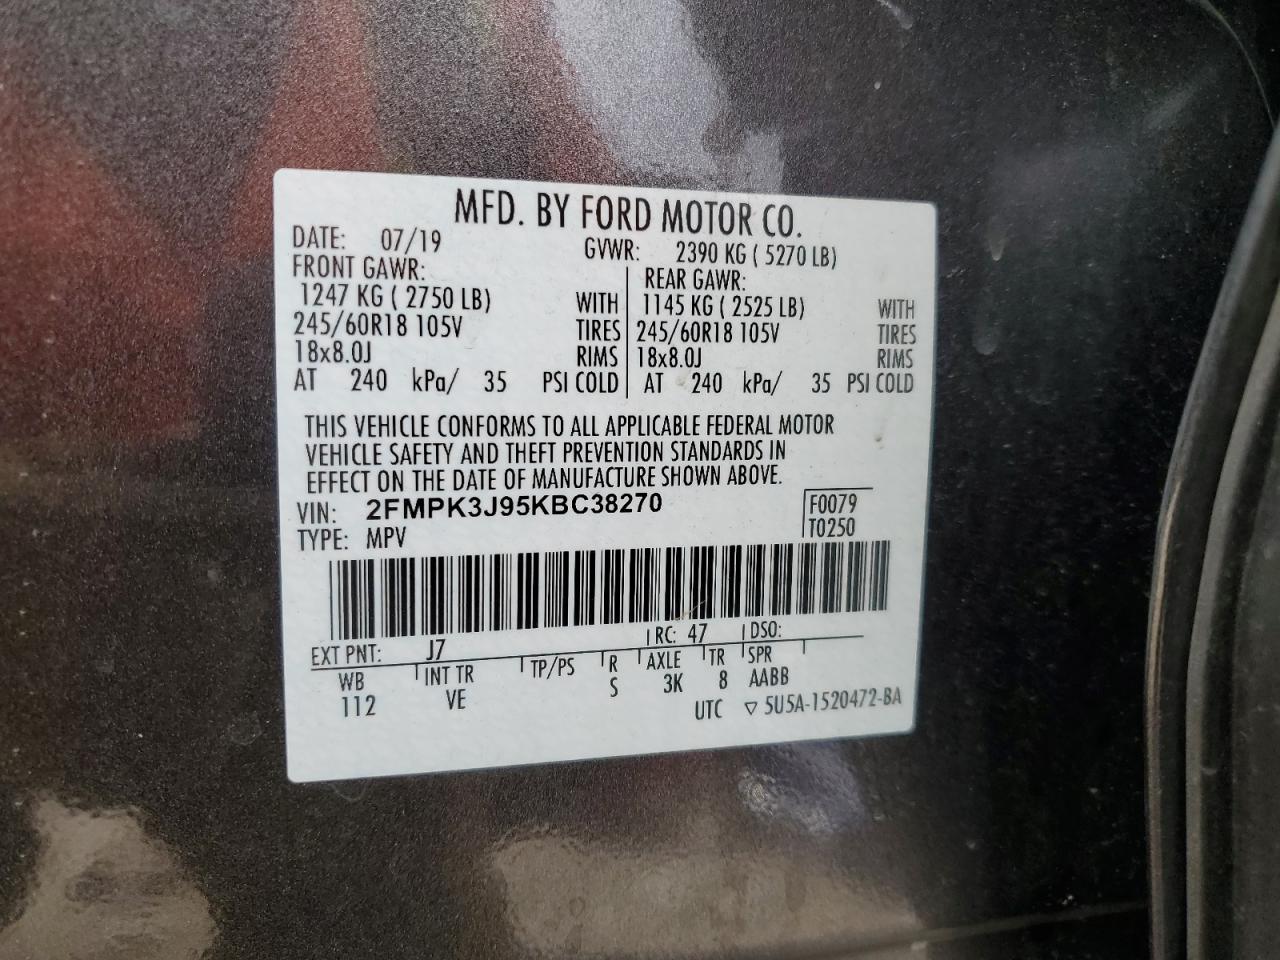 MFD. BY FORD MOTOR CO.
DATE: 07/19 GVWR: 2390 KG ( 5270 LB)
FRONT GAWR: REAR GAWR:
1247 KG ( 2750 LB) WITH 1145 KG ( 2525 LB) WITH
245/60R18 105V TIRES 245/60R18 105V TIRES
18x8.0J RIMS 18x8.0J RIMS
AT 240 kPa/ 35 PSI COLD AT 240 kPa/ 35 PSI COLD
THIS VEHICLE CONFORMS TO ALL APPLICABLE FEDERAL MOTOR
VEHICLE SAFETY AND THEFT PREVENTION STANDARDS IN
EFFECT ON THE DATE OF MANUFACTURE SHOWN ABOVE.
VIN: 2FMPK3J95KBC38270 F0079
TYPE: MPV T0250
EXT PNT: J7 RC: 47 DSO:
WB INT TR TP/PS R AXLE TR SPR
112 VE S 3K 8 AABB
UTC ▽ 5U5A-1520472-BA